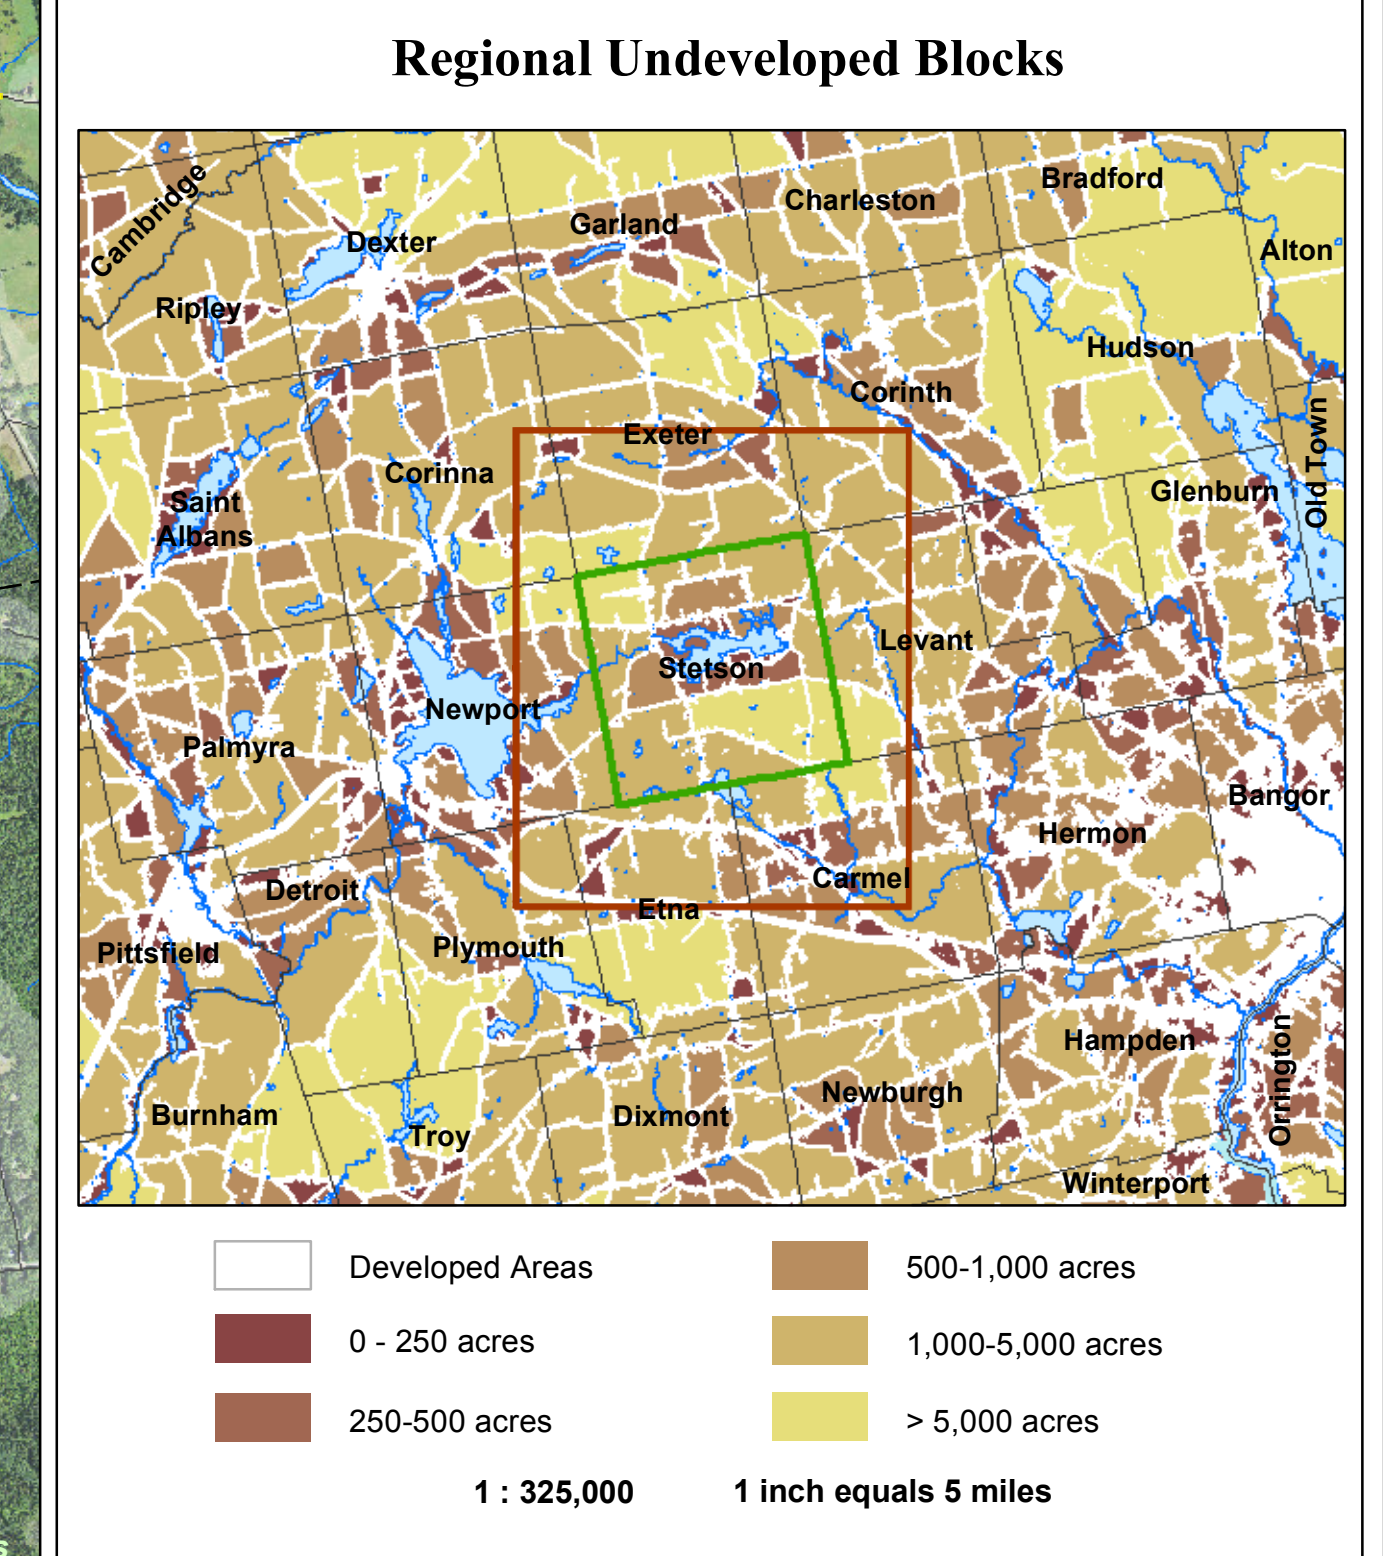 Regional Undeveloped Blocks
Cambridge
Bradford
Charleston
Garland
Dexter
Alton
Ripley
Hudson
Corinth
Exeter
Old Town
Corinna
Glenburn
Saint
Albans
Levant
Stetson
Newport
Palmyra
Bangor
Hermon
Carmel
Detroit
Etna
Plymouth
Pittsfield
Hampden
Orrington
Newburgh
Burnham
Dixmont
Troy
Winterport
Developed Areas
500-1,000 acres
0 - 250 acres
1,000-5,000 acres
250-500 acres
> 5,000 acres
1 : 325,000
1 inch equals 5 miles
s